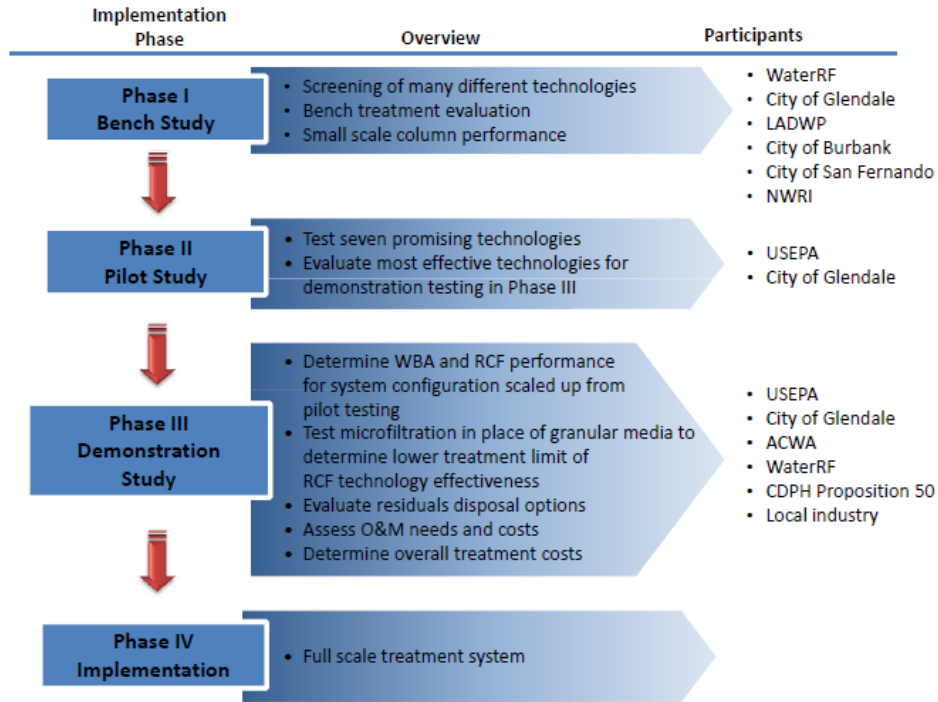 Implementation
Phase
Overview
Participants
Phase I
Bench Study
• Screening of many different technologies
• Bench treatment evaluation
• Small scale column performance
• WaterRF
• City of Glendale
• LADWP
• City of Burbank
• City of San Fernando
• NWRI
Phase II
Pilot Study
• Test seven promising technologies
• Evaluate most effective technologies for
demonstration testing in Phase III
• USEPA
• City of Glendale
Phase III
Demonstration
Study
• Determine WBA and RCF performance
for system configuration scaled up from
pilot testing
• Test microfiltration in place of granular media to
determine lower treatment limit of
RCF technology effectiveness
• Evaluate residuals disposal options
• Assess O&M needs and costs
• Determine overall treatment costs
• USEPA
• City of Glendale
• ACWA
• WaterRF
• CDPH Proposition 50
• Local industry
Phase IV
Implementation
• Full scale treatment system